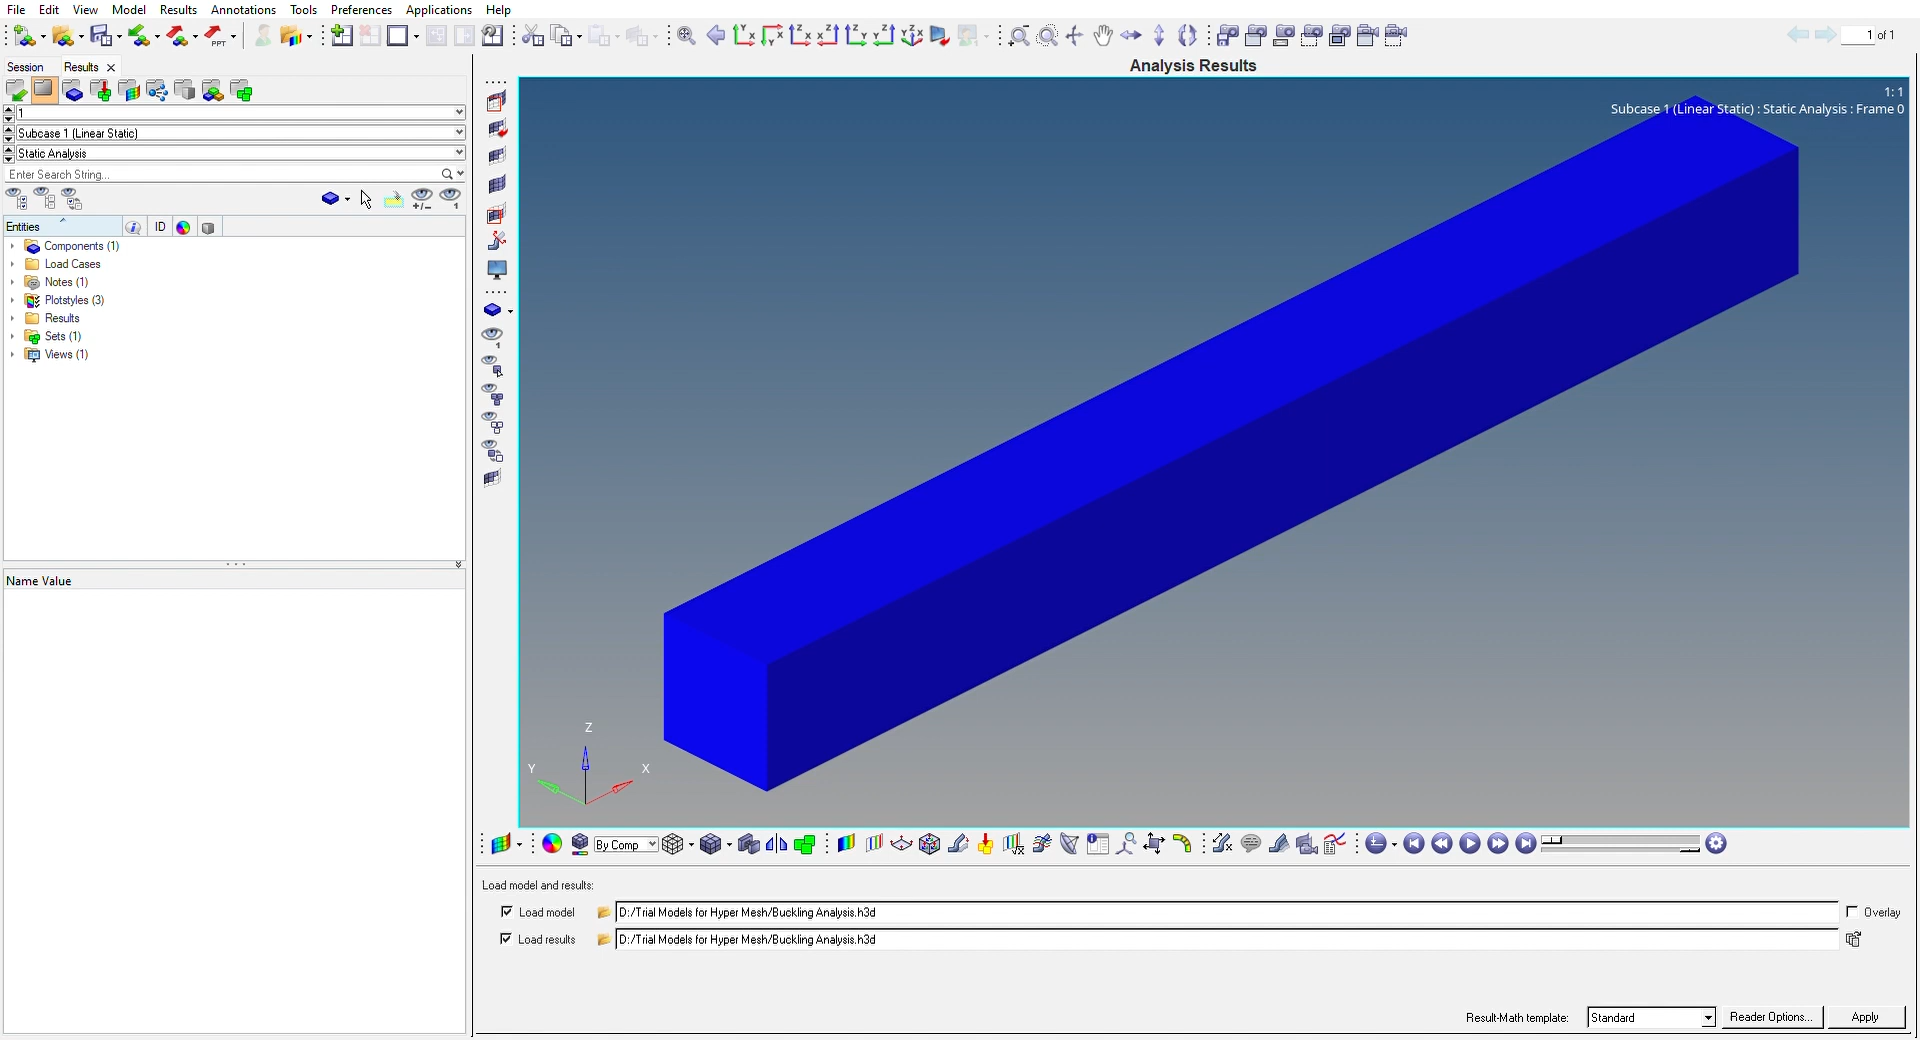 File Edit View Model Results Annotations Tools Preferences Applications Help
PPT
Y X Y X Z X X Z Z Y Y Z
1 of 1
Session Results
Analysis Results
1
1: 1
Subcase 1 (Linear Static) : Static Analysis : Frame 0
Subcase 1 (Linear Static)
Static Analysis
Enter Search String...
+/- 1
Entities ID
Components (1)
Load Cases
Notes (1)
Plotstyles (3)
Results
Sets (1)
Views (1)
1
Name Value
Z
Y X
By Comp
Load model and results:
Load model D:/Trial Models for Hyper Mesh/Buckling Analysis.h3d Overlay
Load results D:/Trial Models for Hyper Mesh/Buckling Analysis.h3d
Result-Math template: Standard Reader Options... Apply